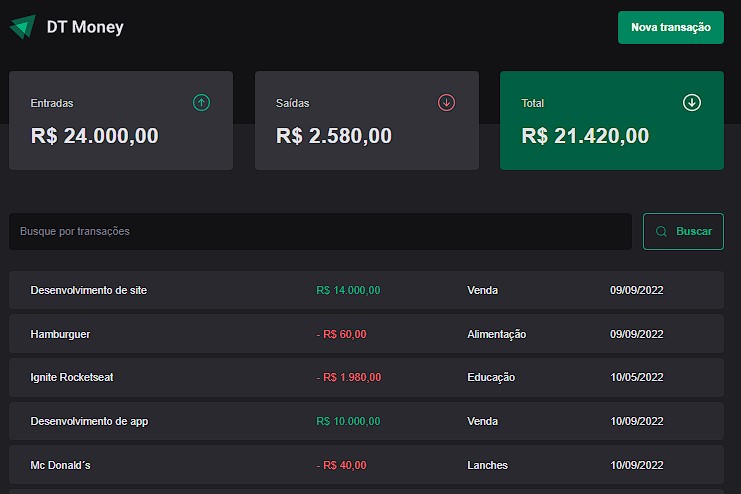 DT Money
Nova transação
Entradas
R$ 24.000,00
Saídas
R$ 2.580,00
Total
R$ 21.420,00
Busque por transações
Buscar
Desenvolvimento de site R$ 14.000,00 Venda 09/09/2022
Hamburguer - R$ 60,00 Alimentação 09/09/2022
Ignite Rocketseat - R$ 1.980,00 Educação 10/05/2022
Desenvolvimento de app R$ 10.000,00 Venda 10/09/2022
Mc Donald´s - R$ 40,00 Lanches 10/09/2022